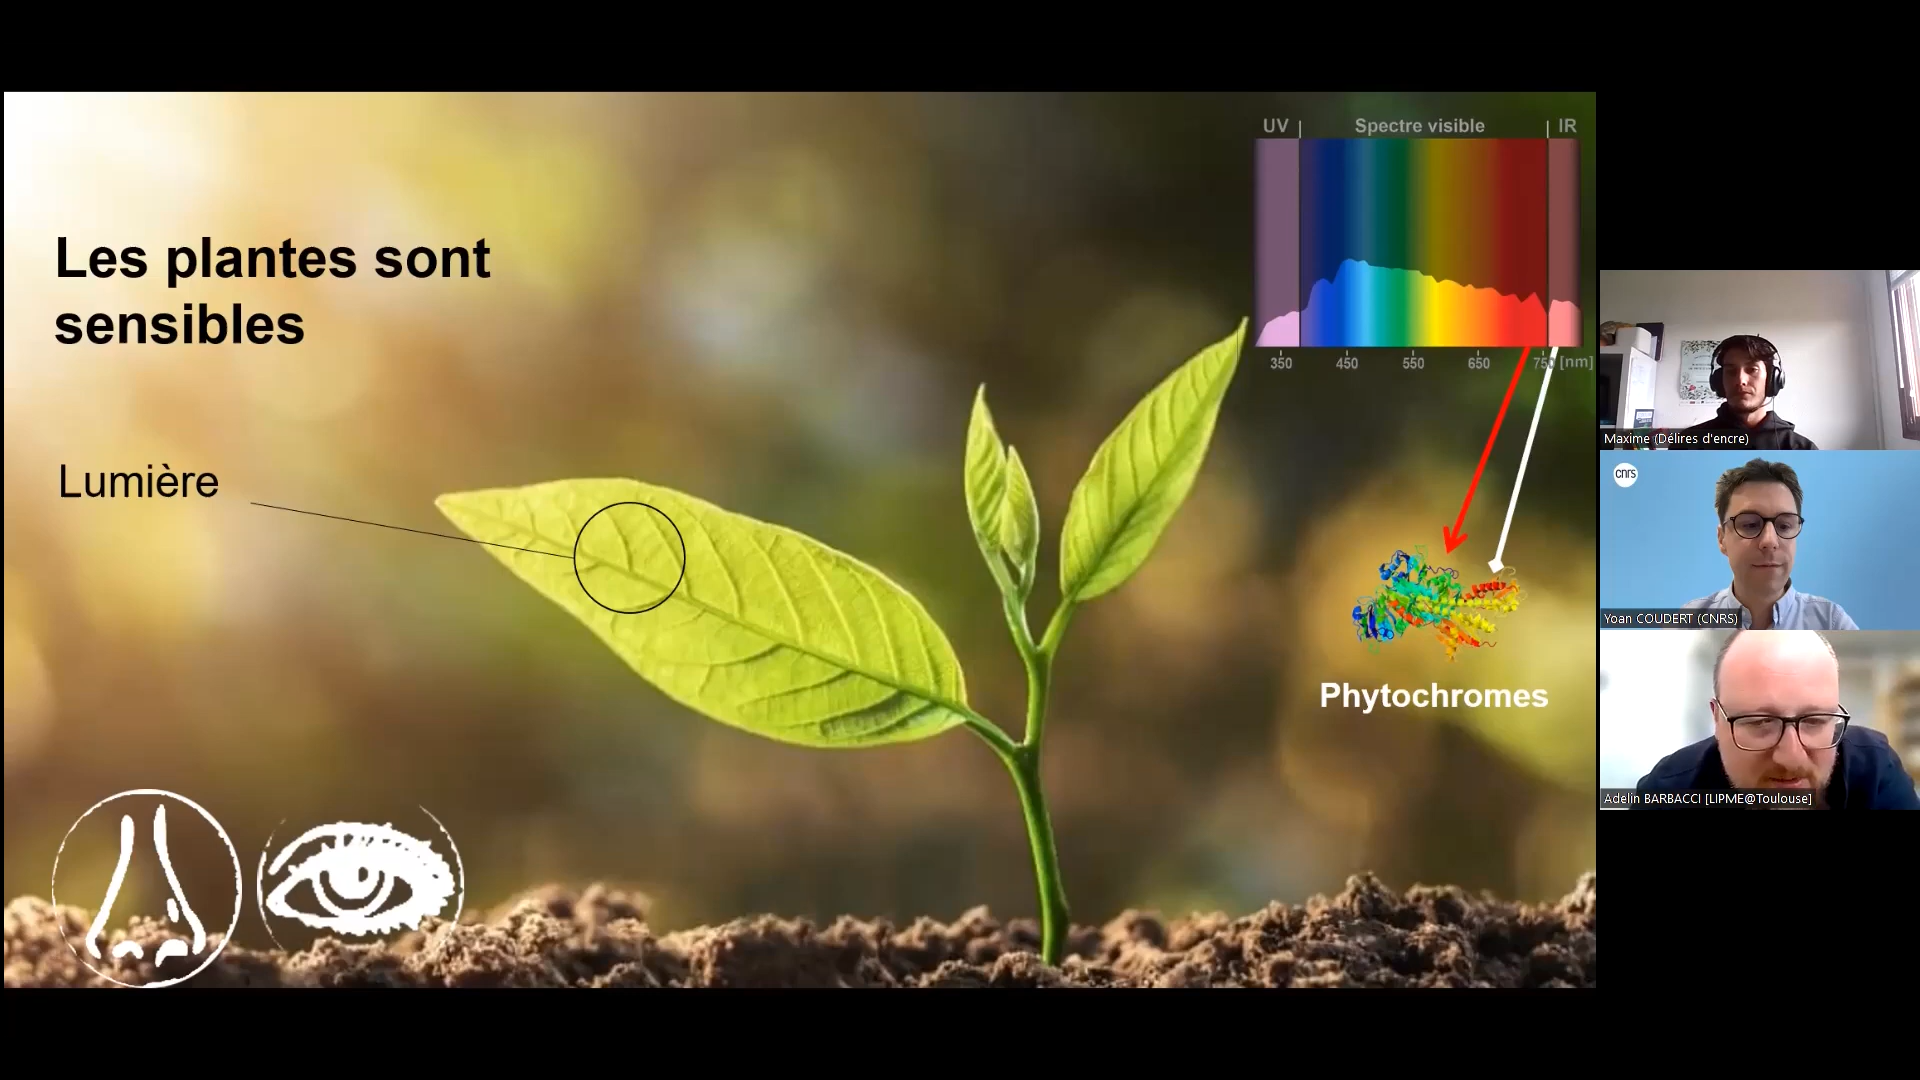 Les plantes sont
sensibles
Lumière
UV
Spectre visible
IR
350
450
550
650
750
[nm]
Phytochromes
Maxime (Délires d'encre)
cnrs
Yoan COUDERT (CNRS)
Adelin BARBACCI [LIPME@Toulouse]